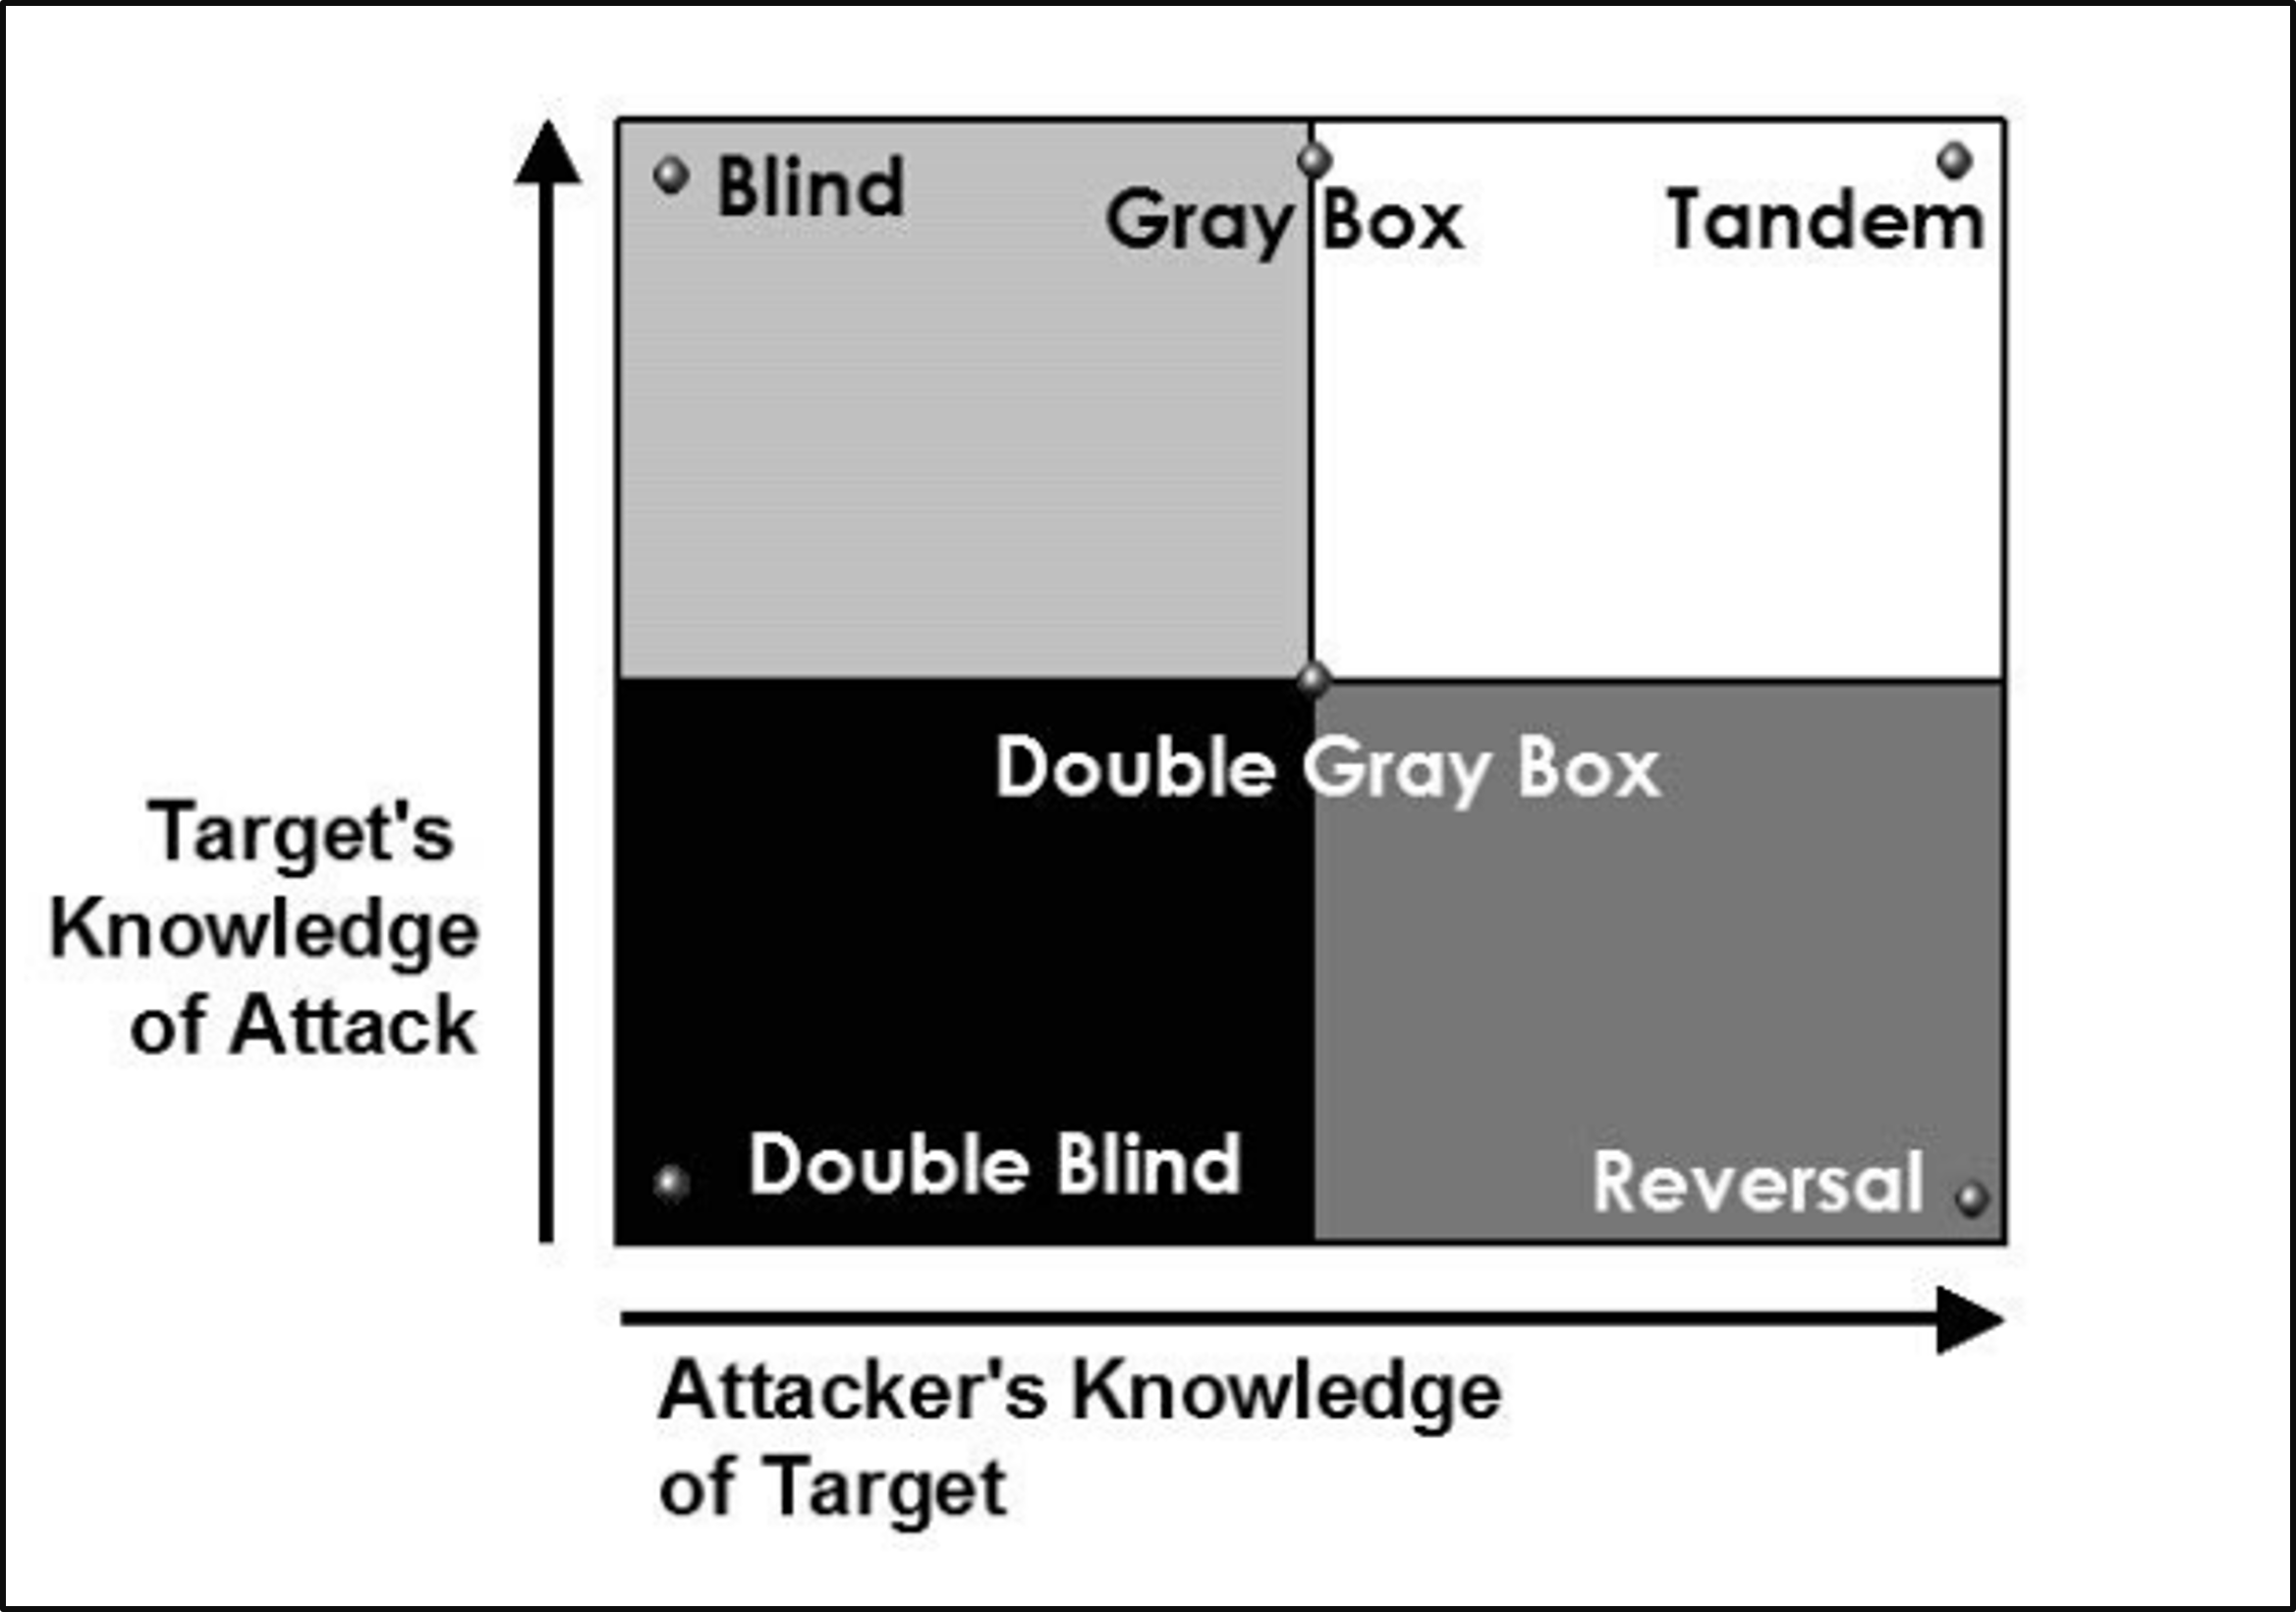 Blind
Gray Box
Tandem
Double Gray Box
Target's
Knowledge
of Attack
Double Blind
Reversal
Attacker's Knowledge
of Target